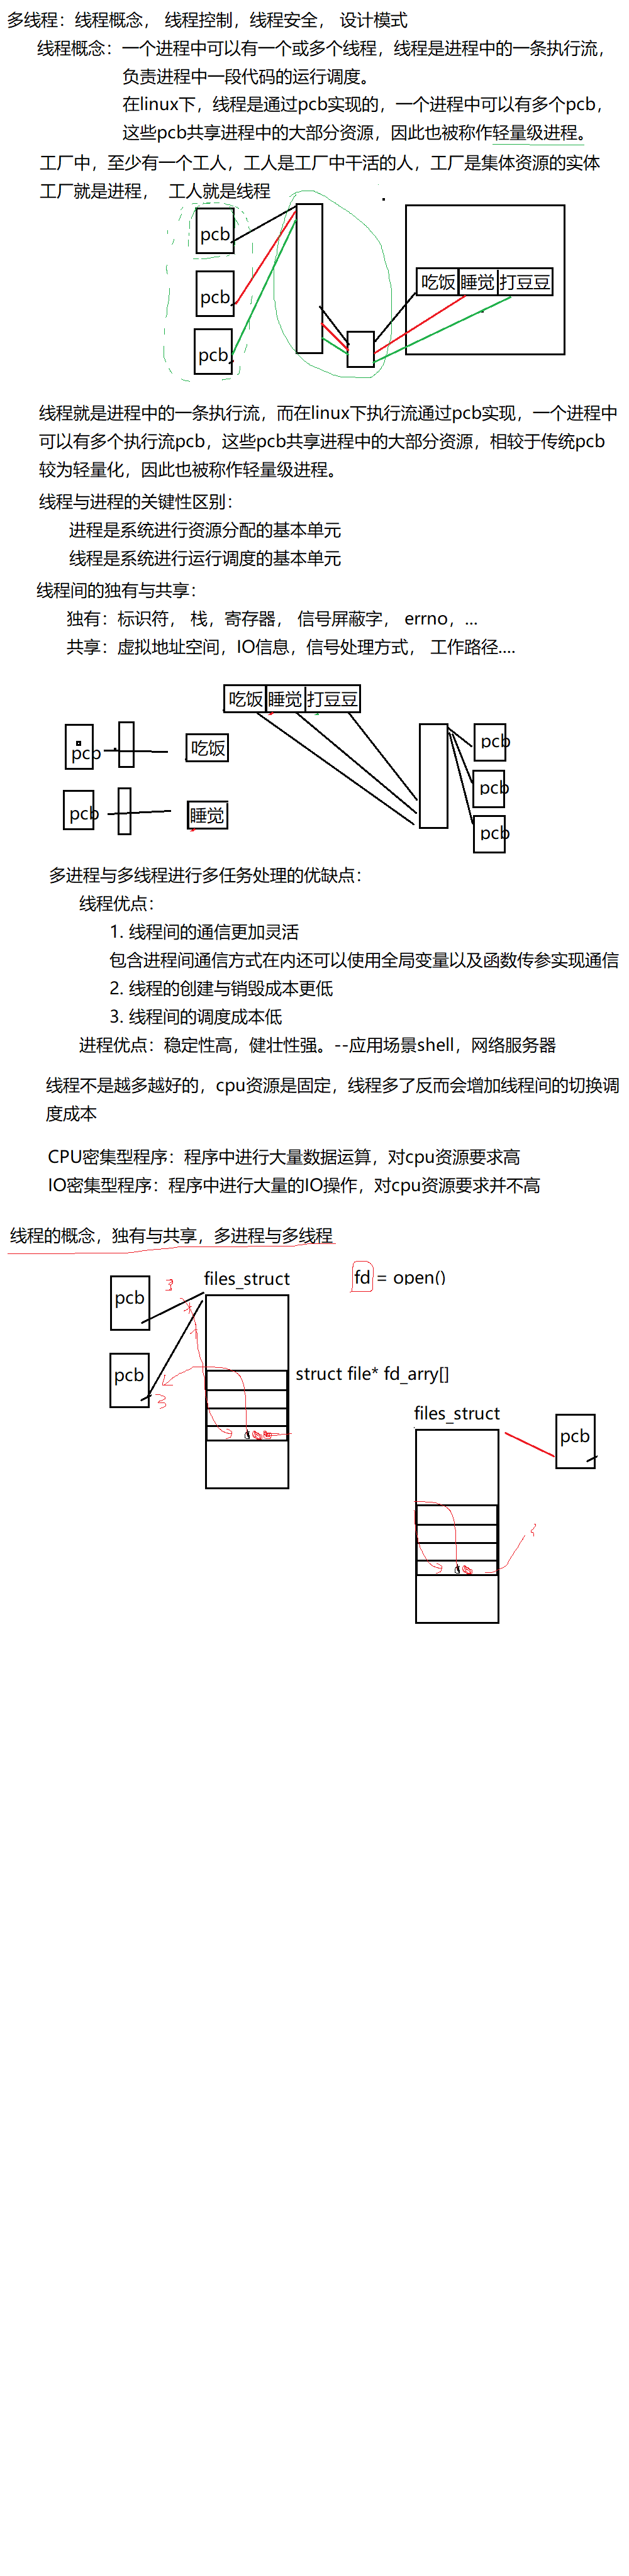 多线程：线程概念， 线程控制，线程安全， 设计模式
线程概念：一个进程中可以有一个或多个线程，线程是进程中的一条执行流，
负责进程中一段代码的运行调度。
在linux下，线程是通过pcb实现的，一个进程中可以有多个pcb，
这些pcb共享进程中的大部分资源，因此也被称作轻量级进程。
工厂中，至少有一个工人，工人是工厂中干活的人，工厂是集体资源的实体
工厂就是进程， 工人就是线程
pcb
吃饭 睡觉 打豆豆
pcb
pcb
线程就是进程中的一条执行流，而在linux下执行流通过pcb实现，一个进程中
可以有多个执行流pcb，这些pcb共享进程中的大部分资源，相较于传统pcb
较为轻量化，因此也被称作轻量级进程。
线程与进程的关键性区别：
进程是系统进行资源分配的基本单元
线程是系统进行运行调度的基本单元
线程间的独有与共享：
独有：标识符， 栈，寄存器， 信号屏蔽字， errno，...
共享：虚拟地址空间，IO信息，信号处理方式， 工作路径....
吃饭 睡觉 打豆豆
pcb
吃饭
pcb
pcb
睡觉
pcb
pcb
多进程与多线程进行多任务处理的优缺点：
线程优点：
1. 线程间的通信更加灵活
包含进程间通信方式在内还可以使用全局变量以及函数传参实现通信
2. 线程的创建与销毁成本更低
3. 线程间的调度成本低
进程优点：稳定性高，健壮性强。--应用场景shell，网络服务器
线程不是越多越好的，cpu资源是固定，线程多了反而会增加线程间的切换调
度成本
CPU密集型程序：程序中进行大量数据运算，对cpu资源要求高
IO密集型程序：程序中进行大量的IO操作，对cpu资源要求并不高
线程的概念，独有与共享，多进程与多线程
files_struct
fd = open()
pcb
3
pcb
3
struct file* fd_arry[]
files_struct
pcb